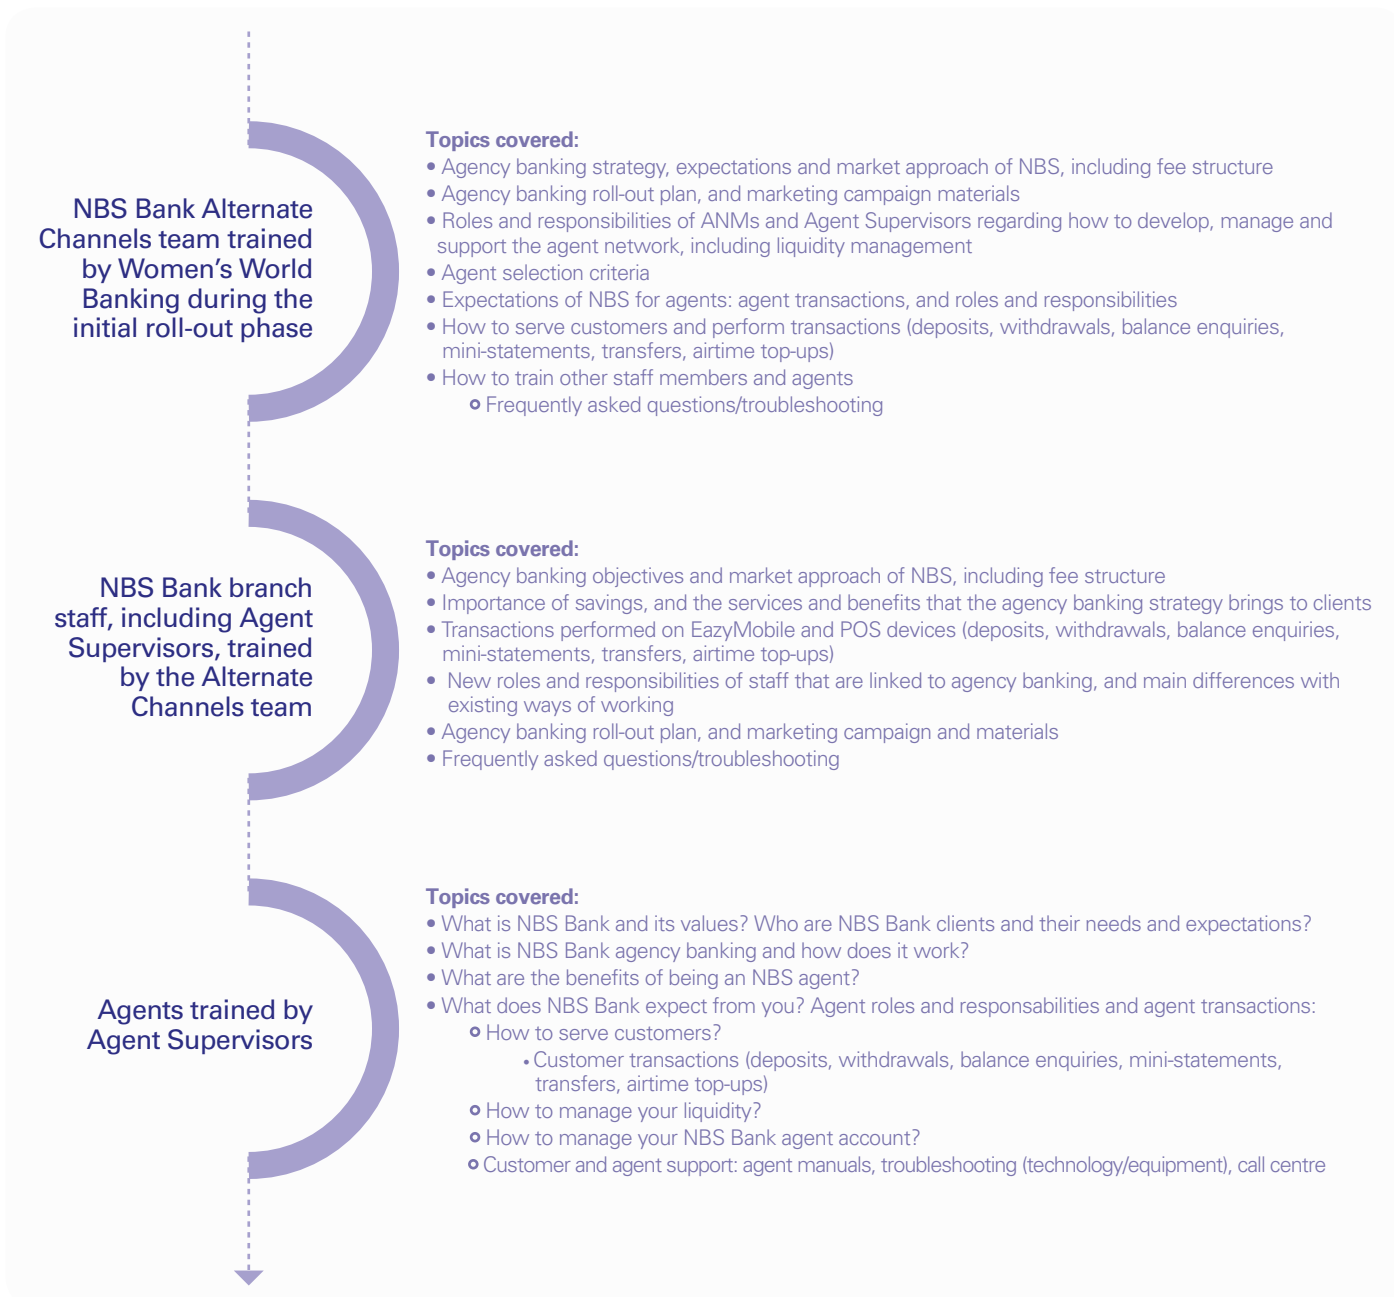 NBS Bank Alternate
Channels team trained
by Women’s World
Banking during the
initial roll-out phase
Topics covered:
• Agency banking strategy, expectations and market approach of NBS, including fee structure
• Agency banking roll-out plan, and marketing campaign materials
• Roles and responsibilities of ANMs and Agent Supervisors regarding how to develop, manage and
support the agent network, including liquidity management
• Agent selection criteria
• Expectations of NBS for agents: agent transactions, and roles and responsibilities
• How to serve customers and perform transactions (deposits, withdrawals, balance enquiries,
mini-statements, transfers, airtime top-ups)
• How to train other staff members and agents
Frequently asked questions/troubleshooting
NBS Bank branch
staff, including Agent
Supervisors, trained
by the Alternate
Channels team
Topics covered:
• Agency banking objectives and market approach of NBS, including fee structure
• Importance of savings, and the services and benefits that the agency banking strategy brings to clients
• Transactions performed on EazyMobile and POS devices (deposits, withdrawals, balance enquiries,
mini-statements, transfers, airtime top-ups)
• New roles and responsibilities of staff that are linked to agency banking, and main differences with
existing ways of working
• Agency banking roll-out plan, and marketing campaign and materials
• Frequently asked questions/troubleshooting
Agents trained by
Agent Supervisors
Topics covered:
• What is NBS Bank and its values? Who are NBS Bank clients and their needs and expectations?
• What is NBS Bank agency banking and how does it work?
• What are the benefits of being an NBS agent?
• What does NBS Bank expect from you? Agent roles and responsabilities and agent transactions:
How to serve customers?
• Customer transactions (deposits, withdrawals, balance enquiries, mini-statements,
transfers, airtime top-ups)
How to manage your liquidity?
How to manage your NBS Bank agent account?
Customer and agent support: agent manuals, troubleshooting (technology/equipment), call centre